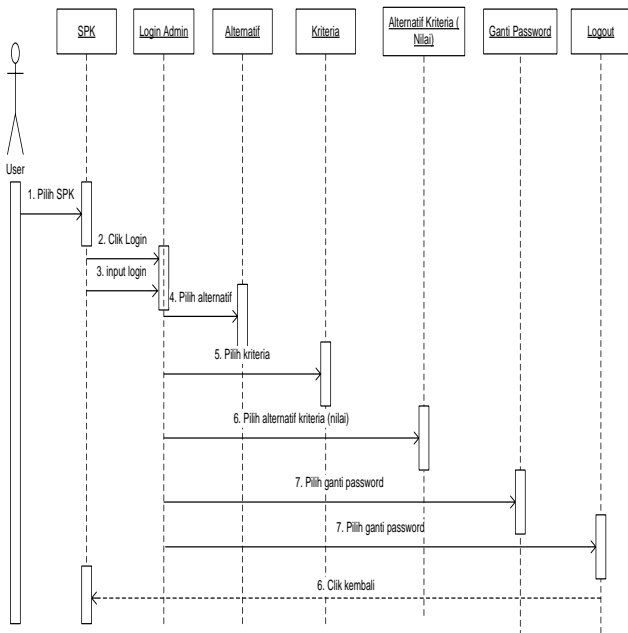 SPK
Login Admin
Alternatif
Kriteria
Alternatif Kriteria (
Nilai)
Ganti Password
Logout
User
1. Pilih SPK
2. Clik Login
3. input login
4. Pilih alternatif
5. Pilih kriteria
6. Pilih alternatif kriteria (nilai)
7. Pilih ganti password
7. Pilih ganti password
6. Clik kembali